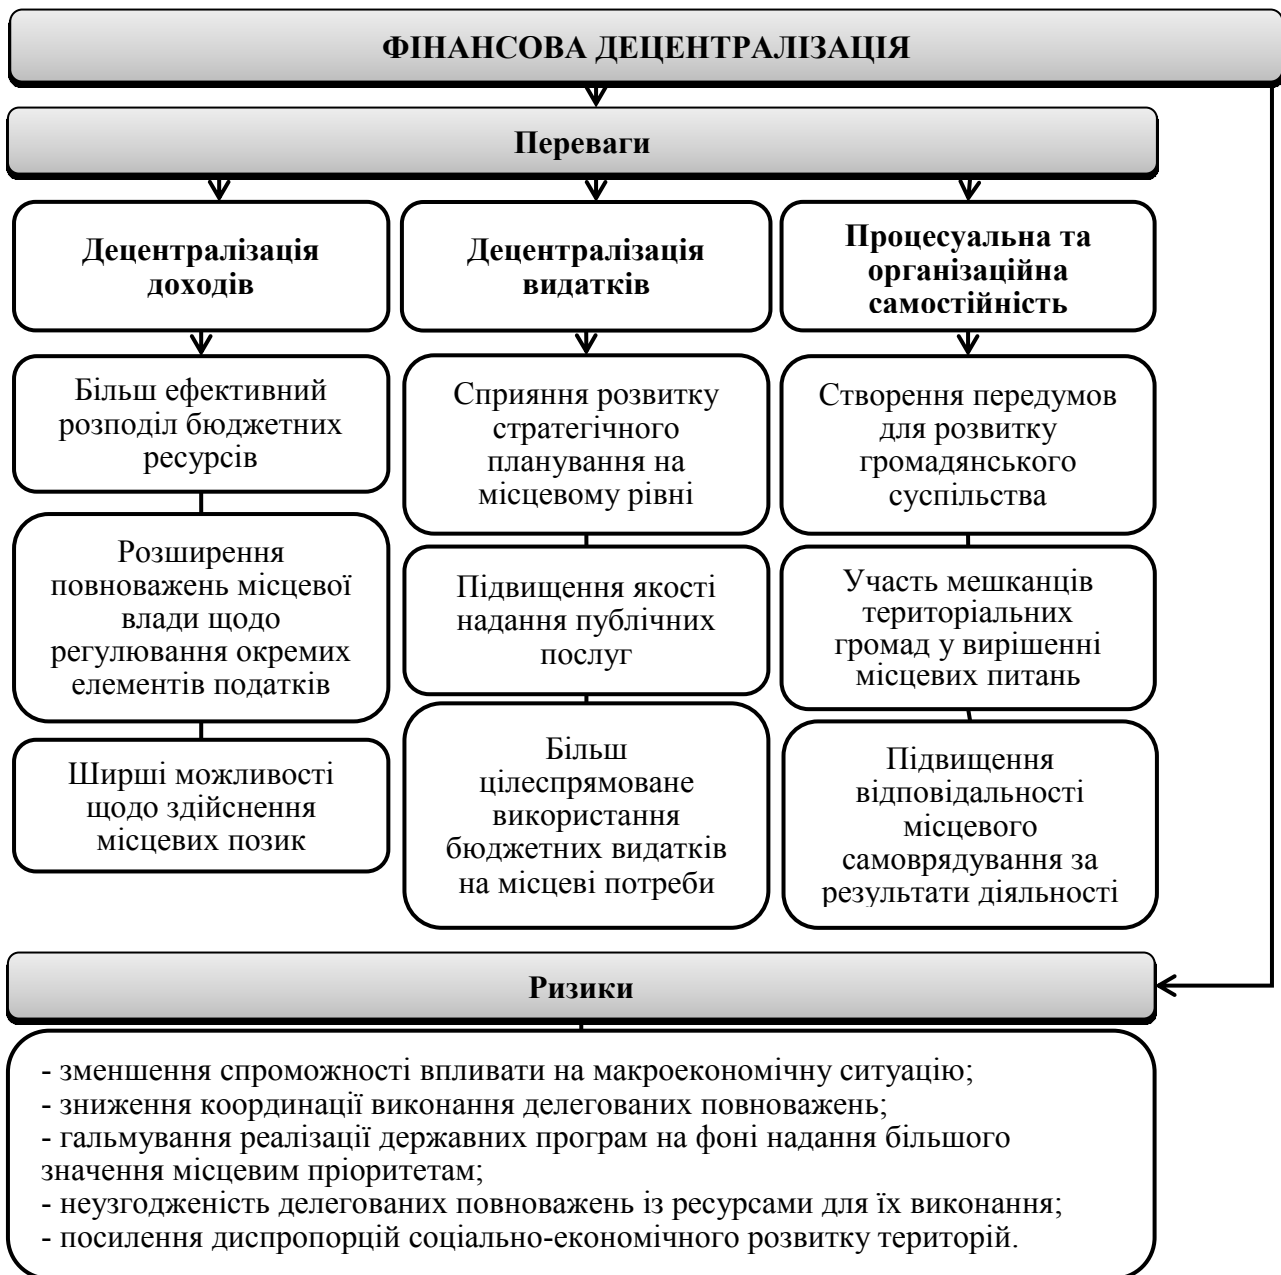 ФІНАНСОВА ДЕЦЕНТРАЛІЗАЦІЯ
Переваги
Децентралізація
доходів
Більш ефективний
розподіл бюджетних
ресурсів
Розширення
повноважень місцевої
влади щодо
регулювання окремих
елементів податків
Ширші можливості
щодо здійснення
місцевих позик
Децентралізація
видатків
Сприяння розвитку
стратегічного
планування на
місцевому рівні
Підвищення якості
надання публічних
послуг
Більш
цілеспрямоване
використання
бюджетних видатків
на місцеві потреби
Процесуальна та
організаційна
самостійність
Створення передумов
для розвитку
громадянського
суспільства
Участь мешканців
територіальних
громад у вирішенні
місцевих питань
Підвищення
відповідальності
місцевого
самоврядування за
результати діяльності
Ризики
- зменшення спроможності впливати на макроекономічну ситуацію;
- зниження координації виконання делегованих повноважень;
- гальмування реалізації державних програм на фоні надання більшого
значення місцевим пріоритетам;
- неузгодженість делегованих повноважень із ресурсами для їх виконання;
- посилення диспропорцій соціально-економічного розвитку територій.